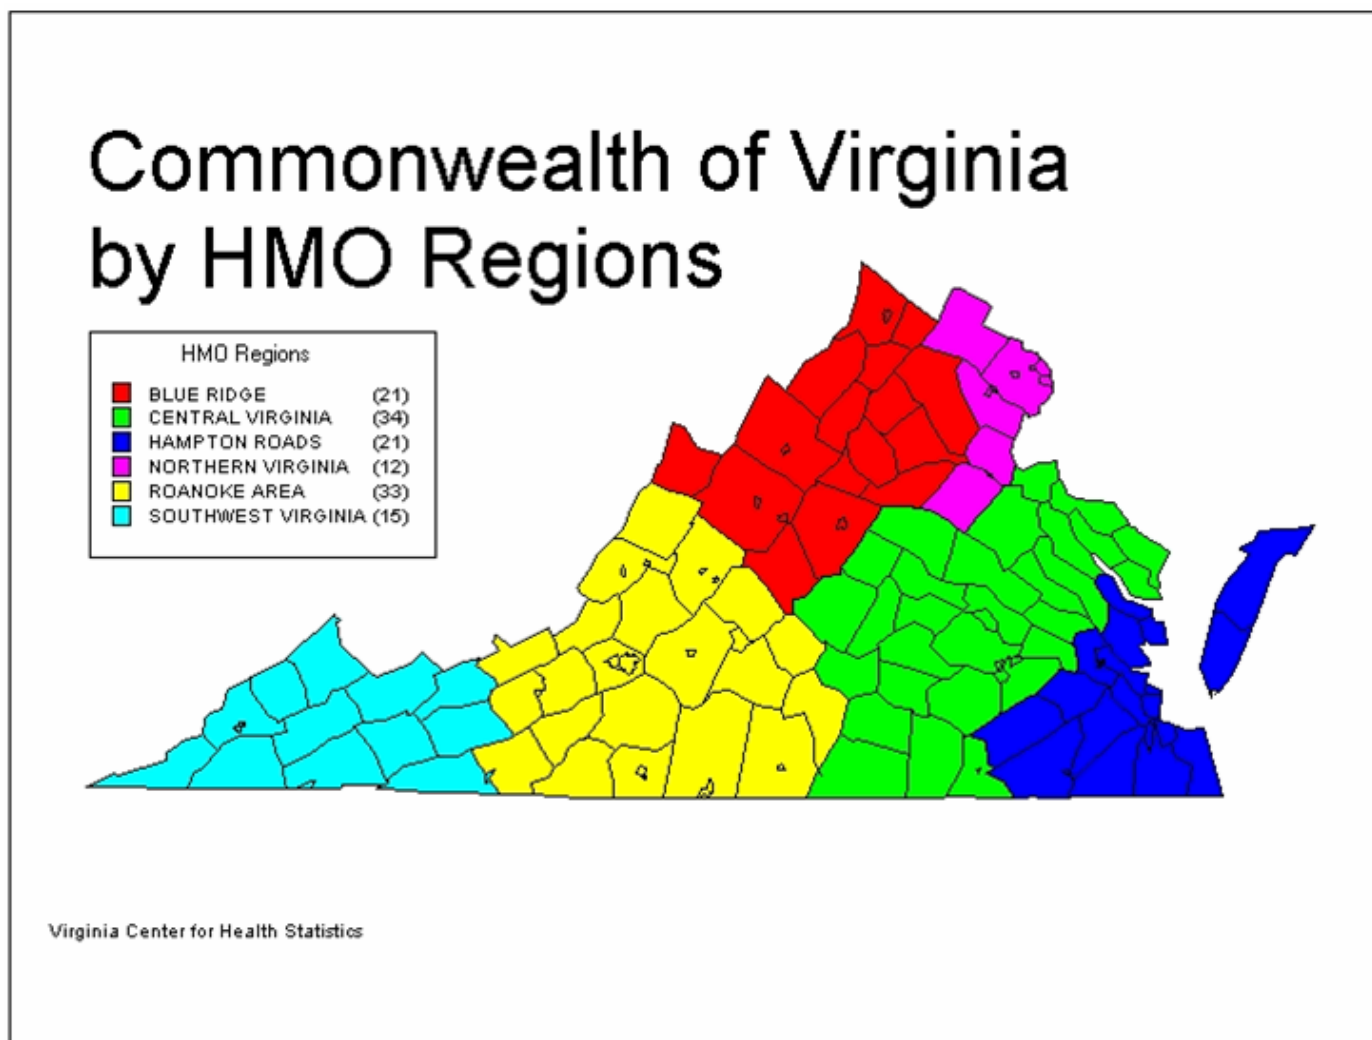 Commonwealth of Virginia
by HMO Regions
HMO Regions
BLUE RIDGE (21)
CENTRAL VIRGINIA (34)
HAMPTON ROADS (21)
NORTHERN VIRGINIA (12)
ROANOKE AREA (33)
SOUTHWEST VIRGINIA (15)
Virginia Center for Health Statistics